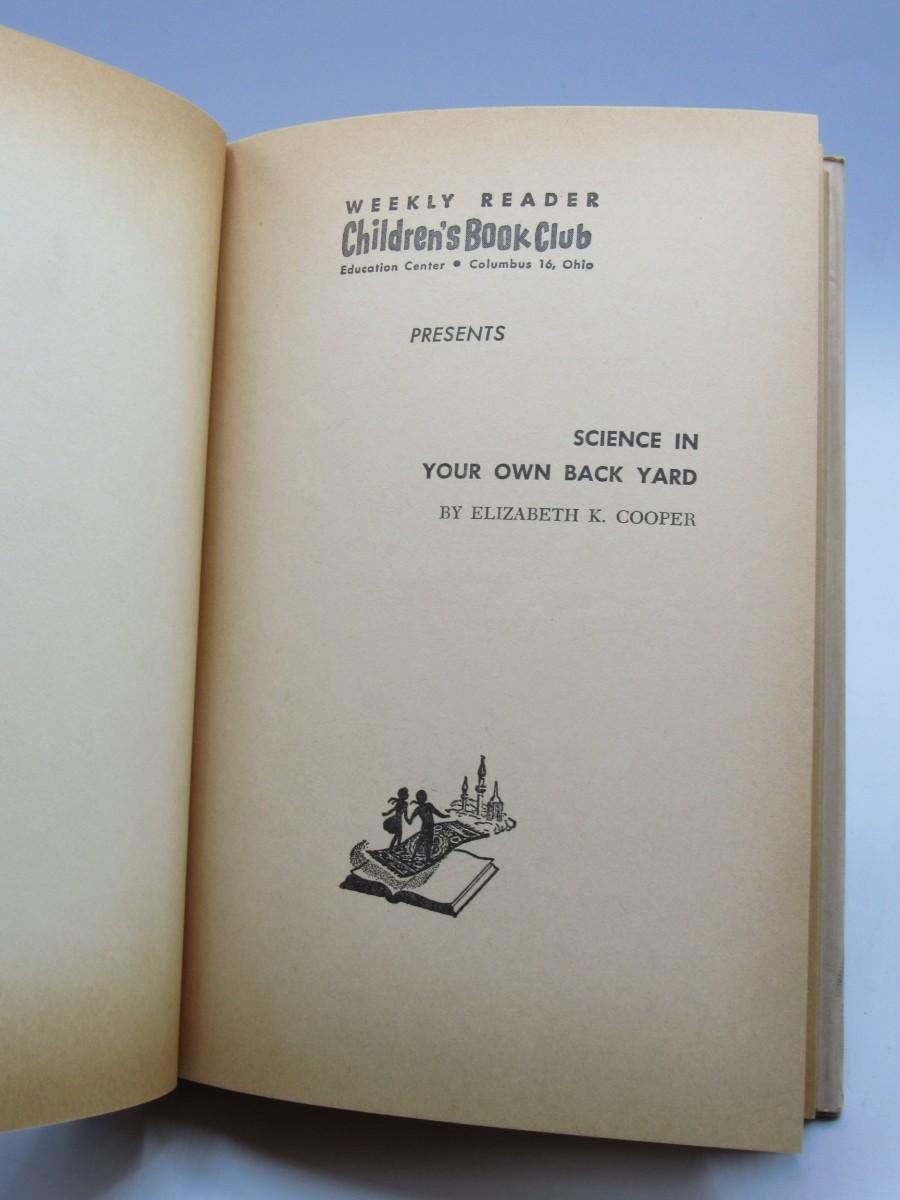 WEEKLY READER
Children's Book Club
Education Center • Columbus 16, Ohio
PRESENTS
SCIENCE IN
YOUR OWN BACK YARD
BY ELIZABETH K. COOPER